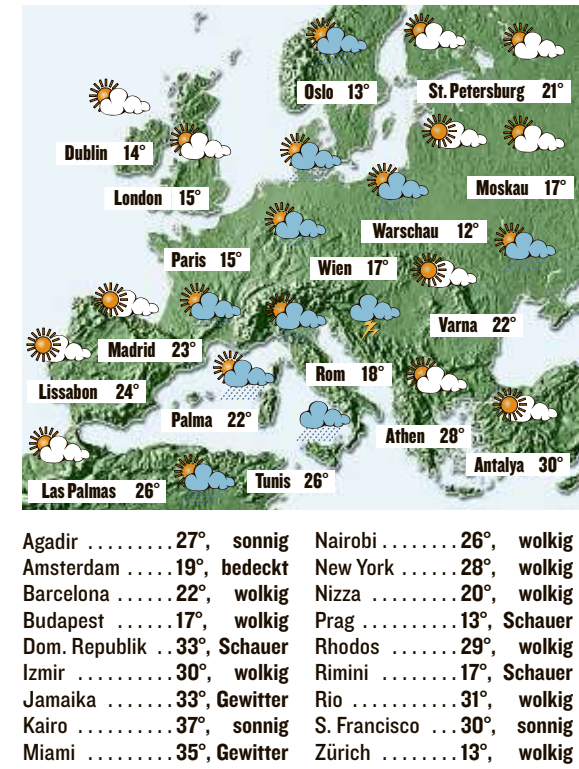 Oslo 13°
St. Petersburg 21°
Dublin 14°
Moskau 17°
London 15°
Warschau 12°
Paris 15°
Wien 17°
Varna 22°
Madrid 23°
Rom 18°
Lissabon 24°
Palma 22°
Athen 28°
Antalya 30°
Las Palmas 26°
Tunis 26°
Agadir ......... 27°, sonnig
Amsterdam ..... 19°, bedeckt
Barcelona ...... 22°, wolkig
Budapest ....... 17°, wolkig
Dom. Republik .. 33°, Schauer
Izmir .......... 30°, wolkig
Jamaika ........ 33°, Gewitter
Kairo .......... 37°, sonnig
Miami ......... 35°, Gewitter
Nairobi ........ 26°, wolkig
New York ...... 28°, wolkig
Nizza .......... 20°, wolkig
Prag .......... 13°, Schauer
Rhodos ....... 29°, wolkig
Rimini ........ 17°, Schauer
Rio ........... 31°, wolkig
S. Francisco ... 30°, sonnig
Zürich ........ 13°, wolkig